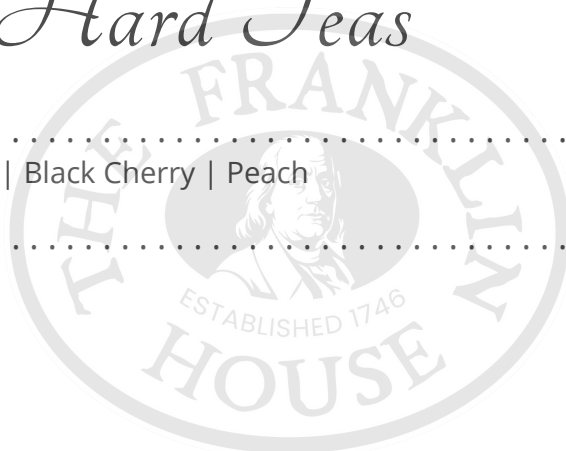 Hard Teas
| Black Cherry | Peach
THE FRANKLIN HOUSE
ESTABLISHED 1746